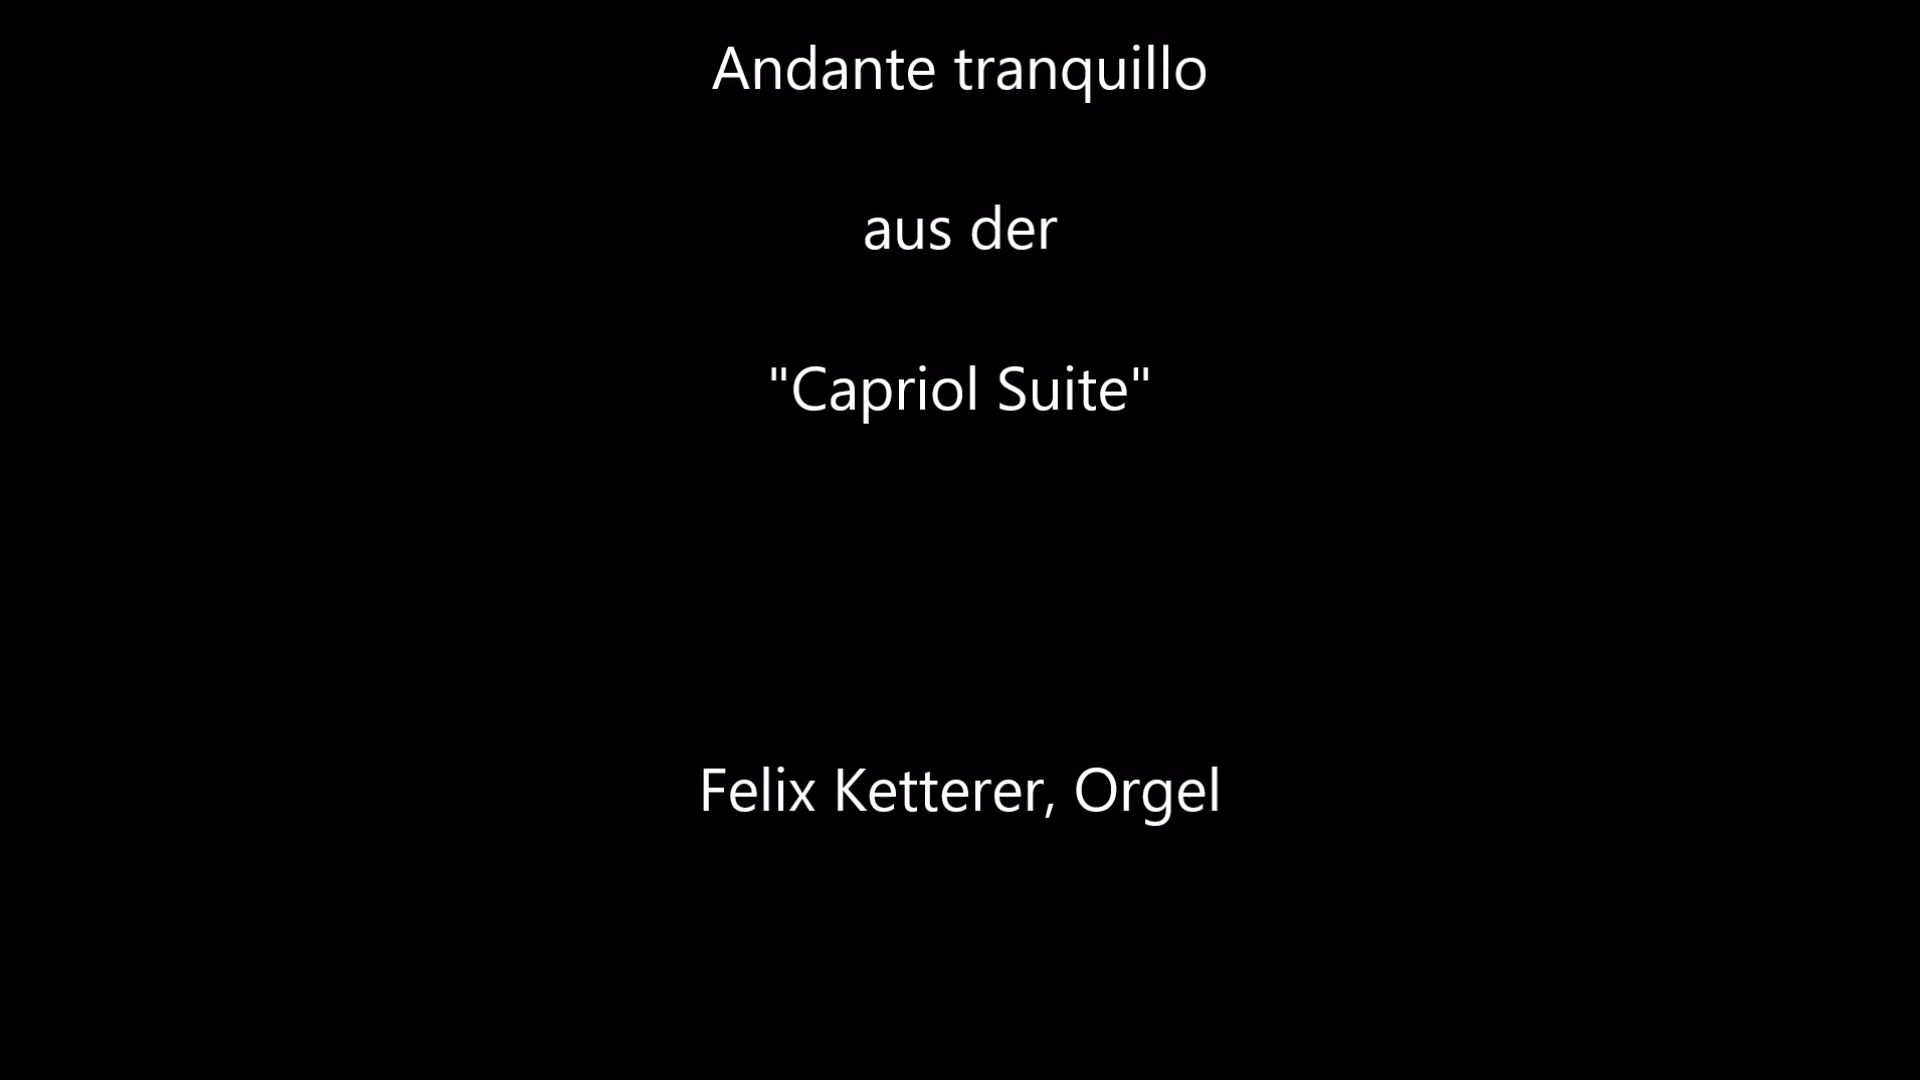 Andante tranquillo
aus der
"Capriol Suite"
Felix Ketterer, Orgel